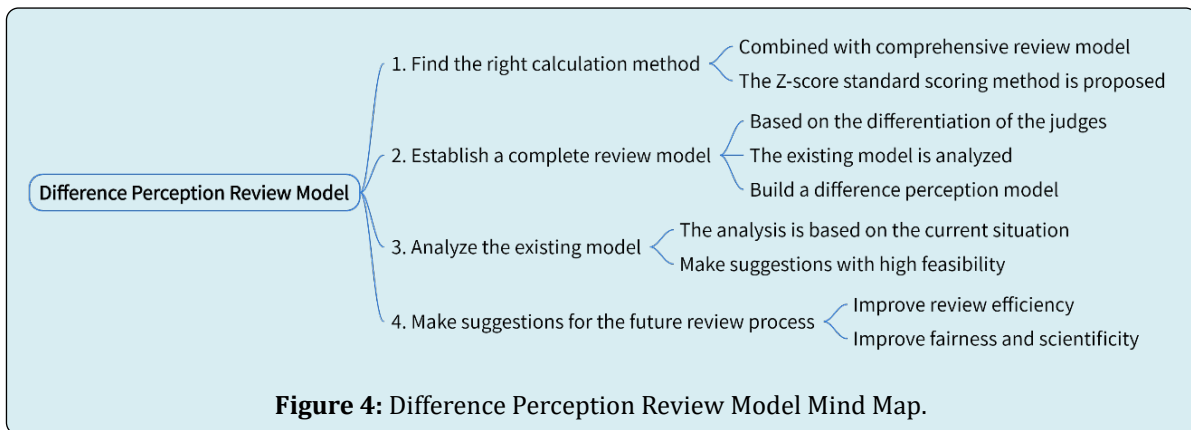 Difference Perception Review Model
1. Find the right calculation method
Combined with comprehensive review model
The Z-score standard scoring method is proposed
2. Establish a complete review model
Based on the differentiation of the judges
The existing model is analyzed
Build a difference perception model
3. Analyze the existing model
The analysis is based on the current situation
Make suggestions with high feasibility
4. Make suggestions for the future review process
Improve review efficiency
Improve fairness and scientificity
Figure 4: Difference Perception Review Model Mind Map.